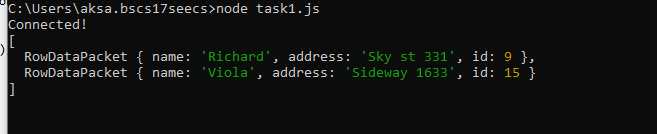 C:\Users\aksa.bscs17seecs>node task1.js
Connected!
[
  RowDataPacket { name: 'Richard', address: 'Sky st 331', id: 9 },
  RowDataPacket { name: 'Viola', address: 'Sideway 1633', id: 15 }
]